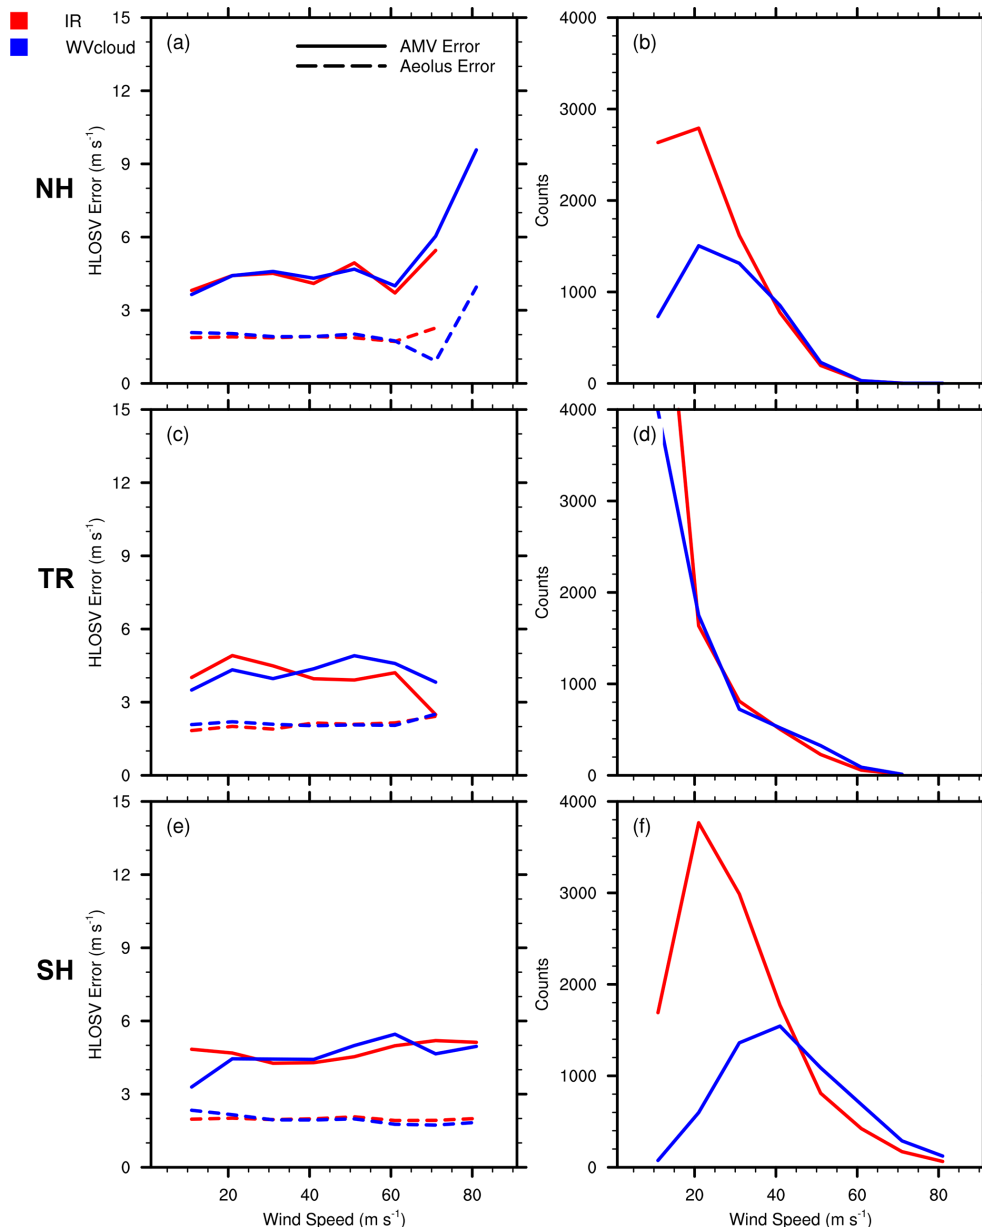 IR
WVcloud
NH
HLOSV Error (m s-1)
15
12
9
6
3
0
(a)
AMV Error
Aeolus Error
Counts
4000
3000
2000
1000
0
(b)
TR
HLOSV Error (m s-1)
15
12
9
6
3
0
(c)
Counts
4000
3000
2000
1000
0
(d)
SH
HLOSV Error (m s-1)
15
12
9
6
3
0
(e)
20 40 60 80
Wind Speed (m s-1)
Counts
4000
3000
2000
1000
0
(f)
20 40 60 80
Wind Speed (m s-1)